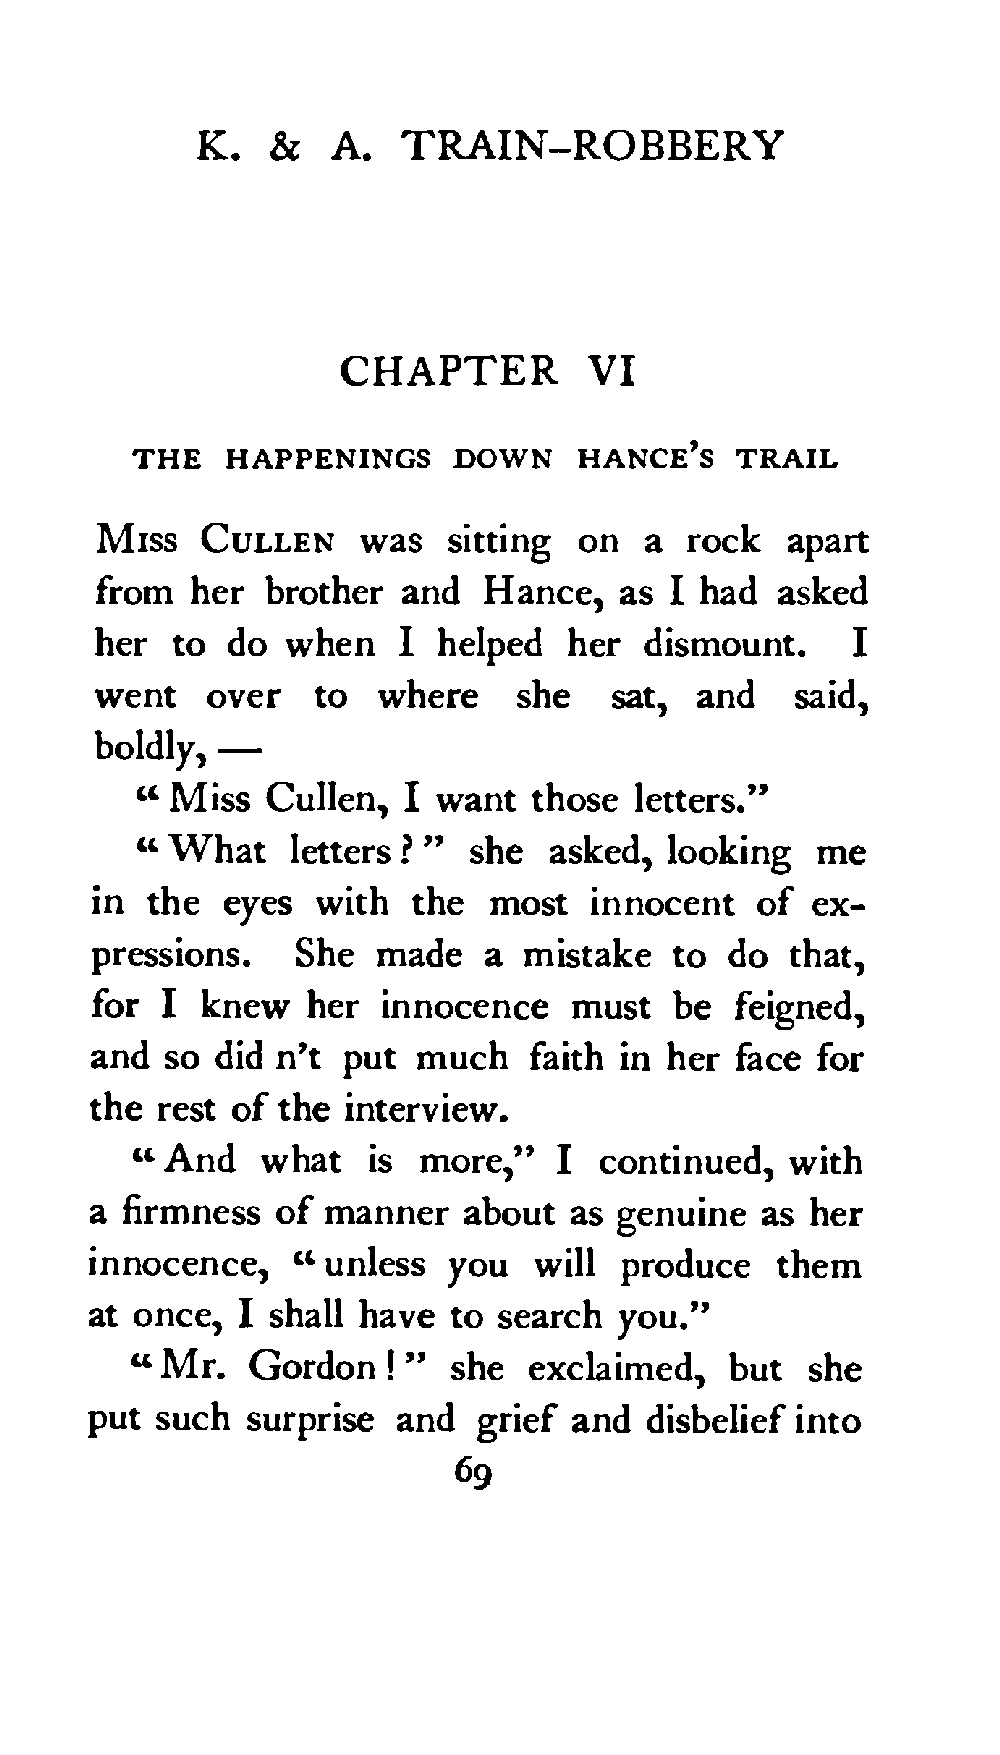 K. & A. TRAIN-ROBBERY
CHAPTER VI
THE HAPPENINGS DOWN HANCE'S TRAIL
MISS CULLEN was sitting on a rock apart
from her brother and Hance, as I had asked
her to do when I helped her dismount. I
went over to where she sat, and said,
boldly, —
“Miss Cullen, I want those letters.”
“What letters?” she asked, looking me
in the eyes with the most innocent of ex-
pressions. She made a mistake to do that,
for I knew her innocence must be feigned,
and so did n't put much faith in her face for
the rest of the interview.
“And what is more,” I continued, with
a firmness of manner about as genuine as her
innocence, “unless you will produce them
at once, I shall have to search you.”
“Mr. Gordon!” she exclaimed, but she
put such surprise and grief and disbelief into
69